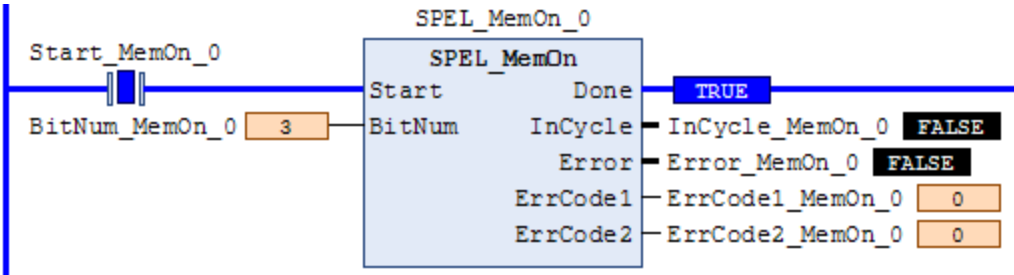 SPEL_MemOn_0
Start_MemOn_0
SPEL_MemOn
Start Done TRUE
BitNum_MemOn_0 3 BitNum InCycle InCycle_MemOn_0 FALSE
Error Error_MemOn_0 FALSE
ErrCode1 ErrCode1_MemOn_0 0
ErrCode2 ErrCode2_MemOn_0 0